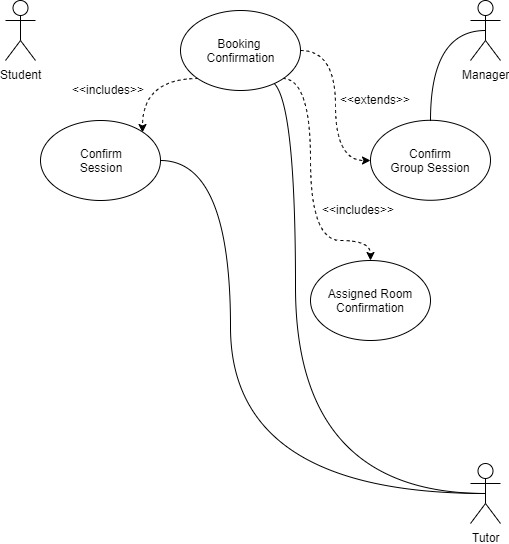 Booking
Confirmation
Student
Manager
<<includes>>
<<extends>>
Confirm
Session
Confirm
Group Session
<<includes>>
Assigned Room
Confirmation
Tutor